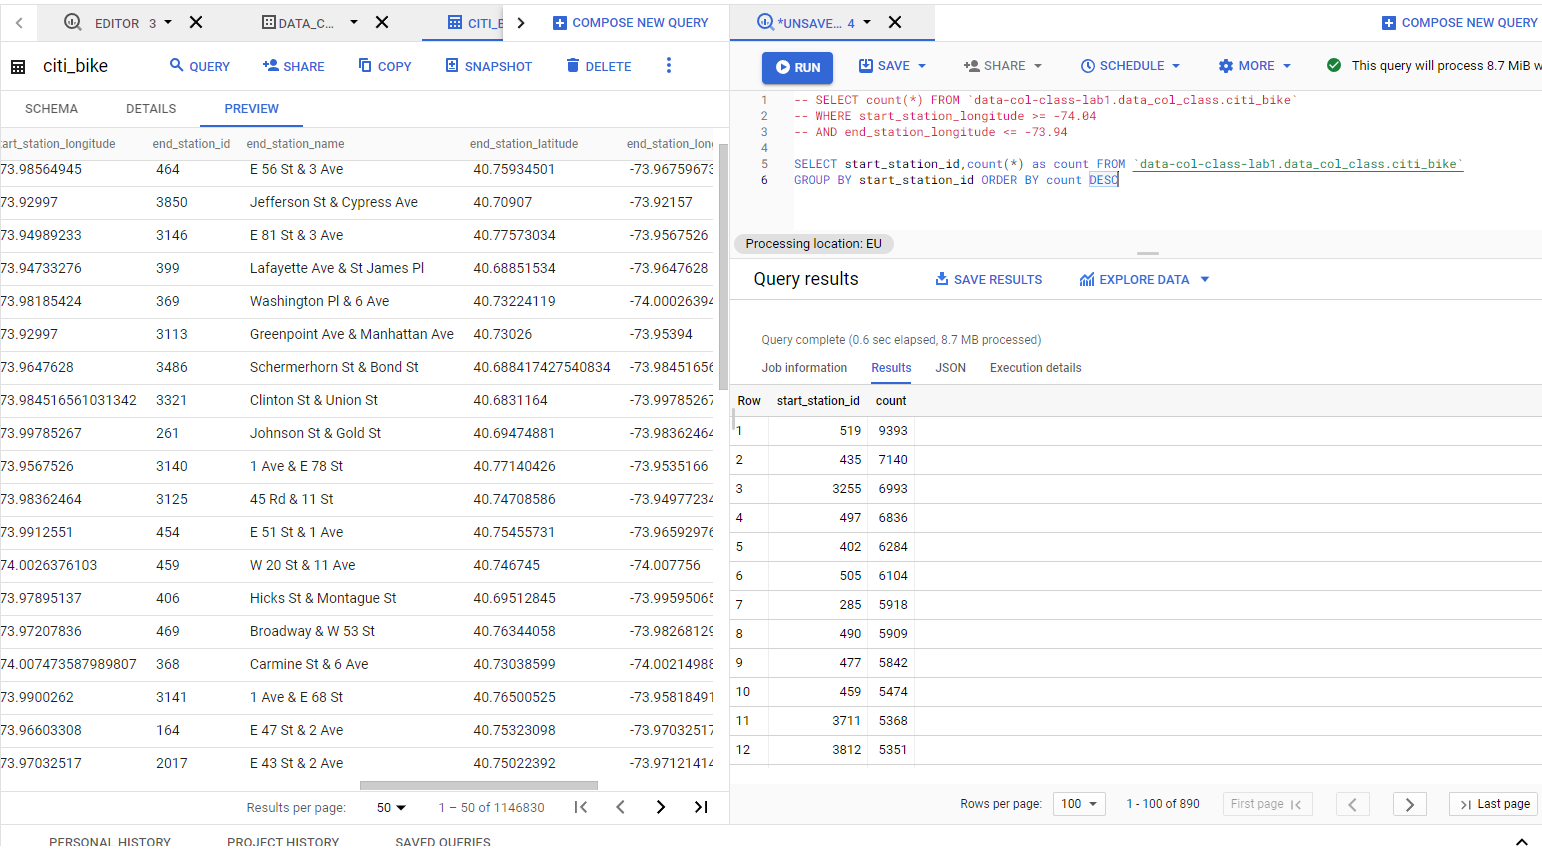 EDITOR 3
DATA_C...
CITI_B
COMPOSE NEW QUERY
*UNSAVE... 4
COMPOSE NEW QUERY
citi_bike
QUERY
SHARE
COPY
SNAPSHOT
DELETE
SCHEMA
DETAILS
PREVIEW
tart_station_longitude end_station_id end_station_name end_station_latitude end_station_long
73.98564945 464 E 56 St & 3 Ave 40.75934501 -73.96759673
73.92997 3850 Jefferson St & Cypress Ave 40.70907 -73.92157
73.94989233 3146 E 81 St & 3 Ave 40.77573034 -73.9567526
73.94733276 399 Lafayette Ave & St James Pl 40.68851534 -73.9647628
73.98185424 369 Washington Pl & 6 Ave 40.73224119 -74.00026394
73.92997 3113 Greenpoint Ave & Manhattan Ave 40.73026 -73.95394
73.9647628 3486 Schermerhorn St & Bond St 40.688417427540834 -73.98451656
73.984516561031342 3321 Clinton St & Union St 40.6831164 -73.99785267
73.99785267 261 Johnson St & Gold St 40.69474881 -73.98362464
73.9567526 3140 1 Ave & E 78 St 40.77140426 -73.9535166
73.98362464 3125 45 Rd & 11 St 40.74708586 -73.94977234
73.9912551 454 E 51 St & 1 Ave 40.75455731 -73.96592976
74.0026376103 459 W 20 St & 11 Ave 40.746745 -74.007756
73.97895137 406 Hicks St & Montague St 40.69512845 -73.99595065
73.97207836 469 Broadway & W 53 St 40.76344058 -73.98268129
74.007473587989807 368 Carmine St & 6 Ave 40.73038599 -74.00214988
73.9900262 3141 1 Ave & E 68 St 40.76500525 -73.95818491
73.96603308 164 E 47 St & 2 Ave 40.75323098 -73.97032517
73.97032517 2017 E 43 St & 2 Ave 40.75022392 -73.97121414
Results per page: 50 1 – 50 of 1146830
RUN
SAVE
SHARE
SCHEDULE
MORE
This query will process 8.7 MiB w
1 -- SELECT count(*) FROM `data-col-class-lab1.data_col_class.citi_bike`
2 -- WHERE start_station_longitude >= -74.04
3 -- AND end_station_longitude <= -73.94
4
5 SELECT start_station_id,count(*) as count FROM `data-col-class-lab1.data_col_class.citi_bike`
6 GROUP BY start_station_id ORDER BY count DESC
Processing location: EU
Query results
SAVE RESULTS
EXPLORE DATA
Query complete (0.6 sec elapsed, 8.7 MB processed)
Job information
Results
JSON
Execution details
Row start_station_id count
1 519 9393
2 435 7140
3 3255 6993
4 497 6836
5 402 6284
6 505 6104
7 285 5918
8 490 5909
9 477 5842
10 459 5474
11 3711 5368
12 3812 5351
Rows per page: 100 1 - 100 of 890 First page Last page
PERSONAL HISTORY
PROJECT HISTORY
SAVED QUERIES